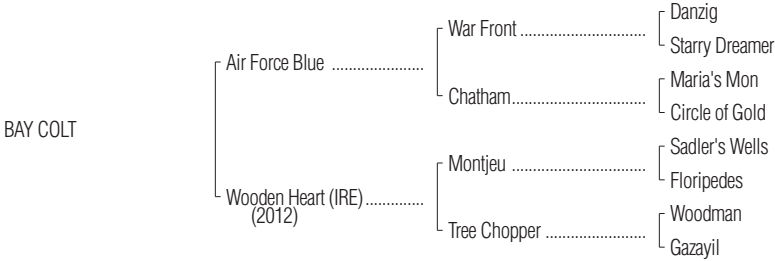 Danzig
War Front ..............................
Starry Dreamer
Air Force Blue ......................
Maria's Mon
Chatham................................
Circle of Gold
BAY COLT
Sadler's Wells
Montjeu ................................
Floripedes
Wooden Heart (IRE)..............
(2012)
Woodman
Tree Chopper ........................
Gazayil